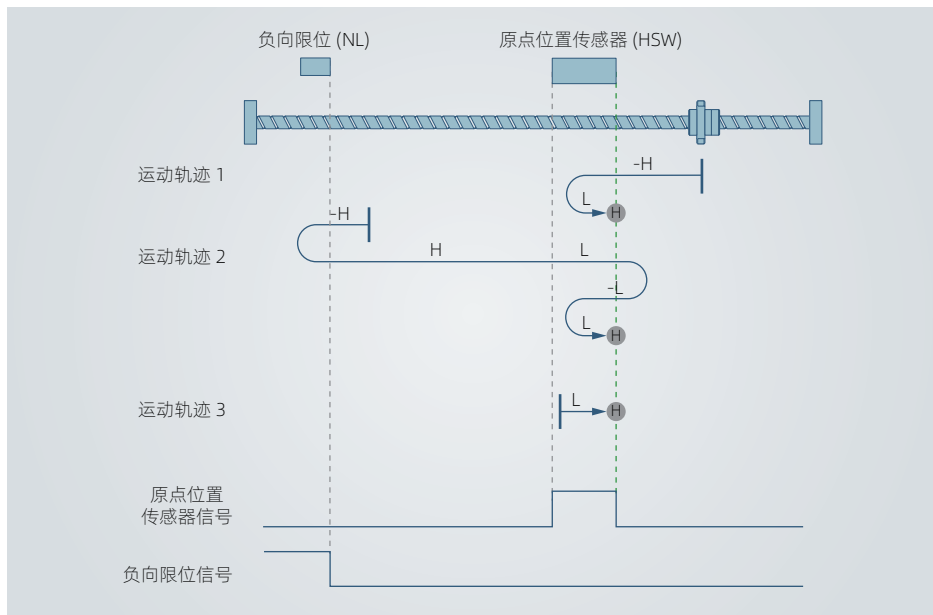 负向限位 (NL)
原点位置传感器 (HSW)
运动轨迹 1
-H
L
H
-H
运动轨迹 2
H
L
-L
L
H
运动轨迹 3
L
H
原点位置
传感器信号
负向限位信号